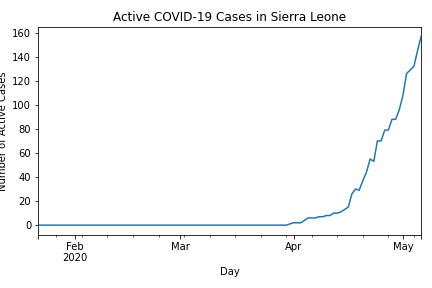 Active COVID-19 Cases in Sierra Leone
Number of Active Cases
160
140
120
100
80
60
40
20
0
Feb
2020
Mar
Apr
May
Day